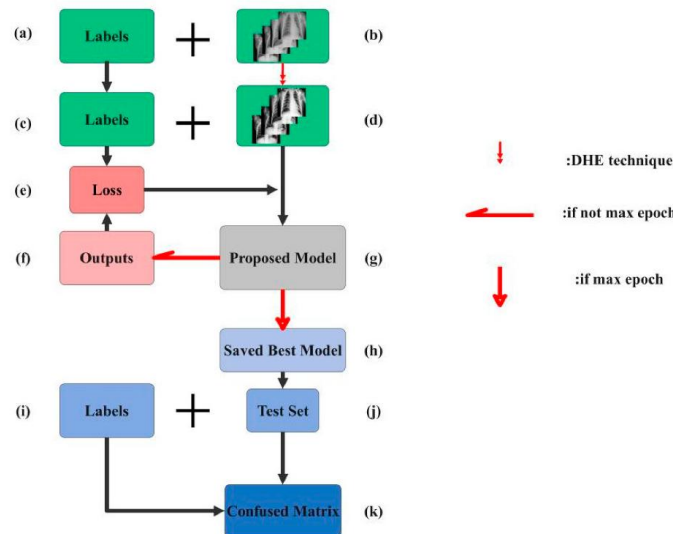 (a) Labels (b)
(c) Labels (d)
:DHE technique
(e) Loss
:if not max epoch
(f) Outputs Proposed Model (g)
:if max epoch
Saved Best Model (h)
(i) Labels Test Set (j)
Confused Matrix (k)